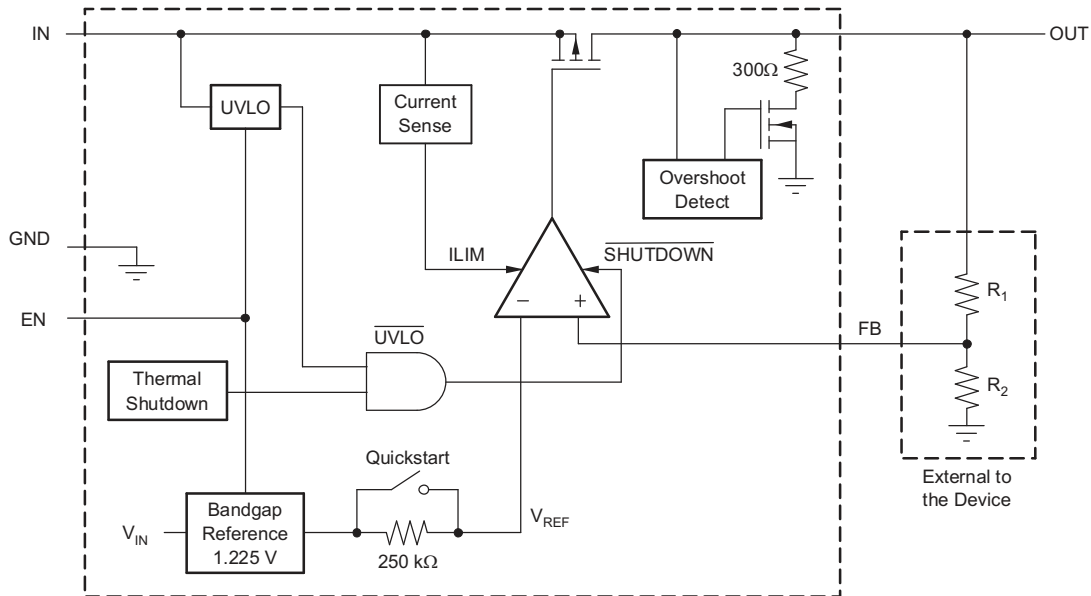 IN
OUT
300Ω
UVLO
Current
Sense
Overshoot
Detect
GND
ILIM
SHUTDOWN
R1
−
+
EN
FB
UVLO
Thermal
Shutdown
R2
Quickstart
External to
the Device
Bandgap
Reference
1.225 V
VIN
VREF
250 kΩ